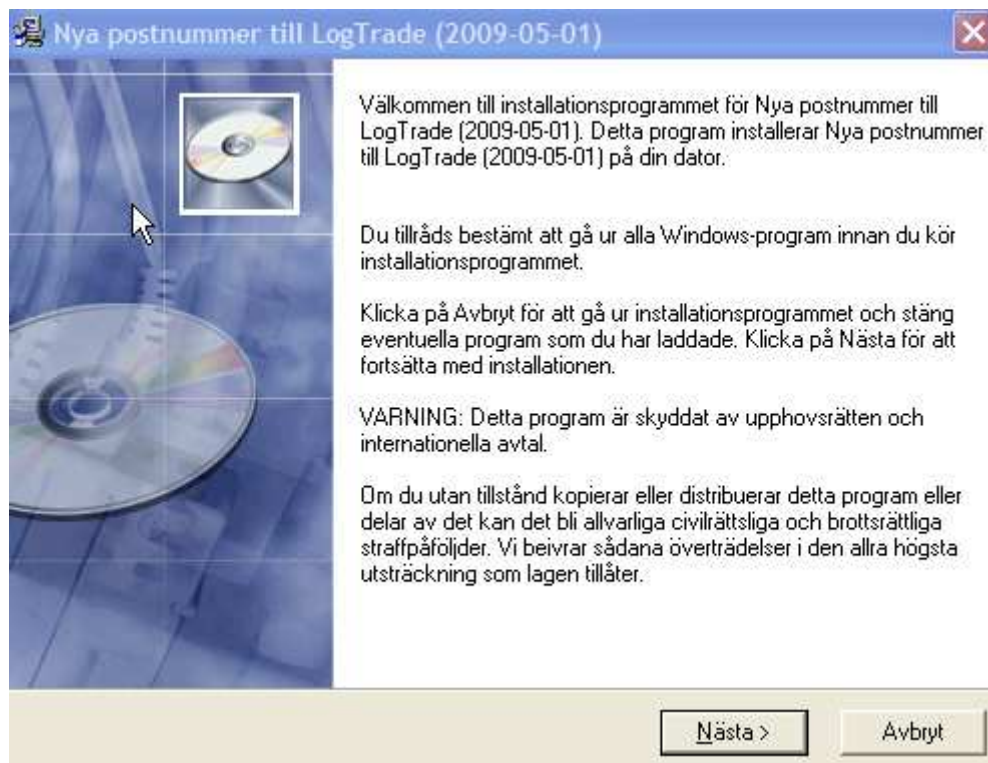 Nya postnummer till LogTrade (2009-05-01)
Välkommen till installationsprogrammet för Nya postnummer till
LogTrade (2009-05-01). Detta program installerar Nya postnummer
till LogTrade (2009-05-01) på din dator.
Du tillråds bestämt att gå ur alla Windows-program innan du kör
installationsprogrammet.
Klicka på Avbryt för att gå ur installationsprogrammet och stäng
eventuella program som du har laddade. Klicka på Nästa för att
fortsätta med installationen.
VARNING: Detta program är skyddat av upphovsrätten och
internationella avtal.
Om du utan tillstånd kopierar eller distribuerar detta program eller
delar av det kan det bli allvarliga civilrättsliga och brottsrättliga
straffpåföljder. Vi beivrar sådana överträdelser i den allra högsta
utsträckning som lagen tillåter.
Nästa >
Avbryt